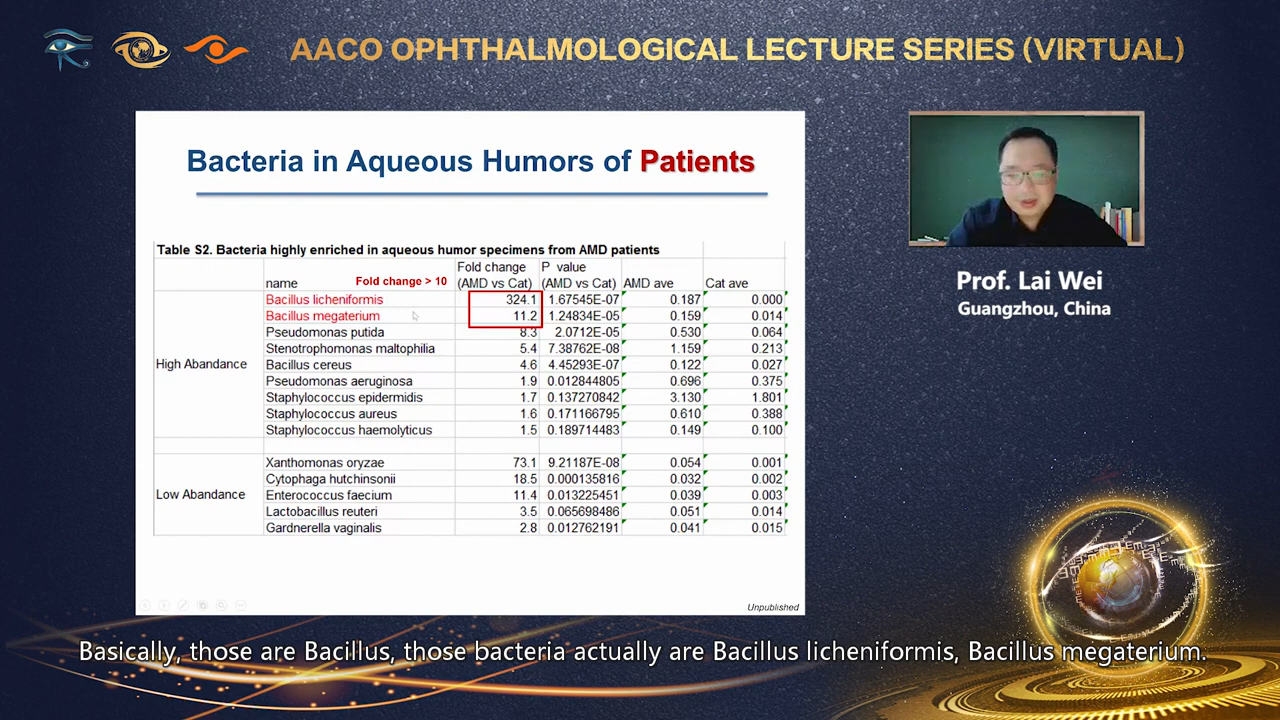 AACO OPHTHALMOLOGICAL LECTURE SERIES (VIRTUAL)
Bacteria in Aqueous Humors of Patients
Table S2. Bacteria highly enriched in aqueous humor specimens from AMD patients
name Fold change > 10 Fold change (AMD vs Cat) P value (AMD vs Cat) AMD ave Cat ave
High Abundance
Bacillus licheniformis 324.1 1.67545E-07 0.187 0.000
Bacillus megaterium 11.2 1.24834E-05 0.159 0.014
Pseudomonas putida 8.3 2.0712E-05 0.530 0.064
Stenotrophomonas maltophilia 5.4 7.38762E-08 1.159 0.213
Bacillus cereus 4.6 4.45293E-07 0.122 0.027
Pseudomonas aeruginosa 1.9 0.012844805 0.696 0.375
Staphylococcus epidermidis 1.7 0.137270842 3.130 1.801
Staphylococcus aureus 1.6 0.171166795 0.610 0.388
Staphylococcus haemolyticus 1.5 0.189714483 0.149 0.100
Low Abundance
Xanthomonas oryzae 73.1 9.21187E-08 0.054 0.001
Cytophaga hutchinsonii 18.5 0.000135816 0.032 0.002
Enterococcus faecium 11.4 0.013225451 0.039 0.003
Lactobacillus reuteri 3.5 0.065698486 0.051 0.014
Gardnerella vaginalis 2.8 0.012762191 0.041 0.015
Unpublished
Prof. Lai Wei
Guangzhou, China
Basically, those are Bacillus, those bacteria actually are Bacillus licheniformis, Bacillus megaterium.